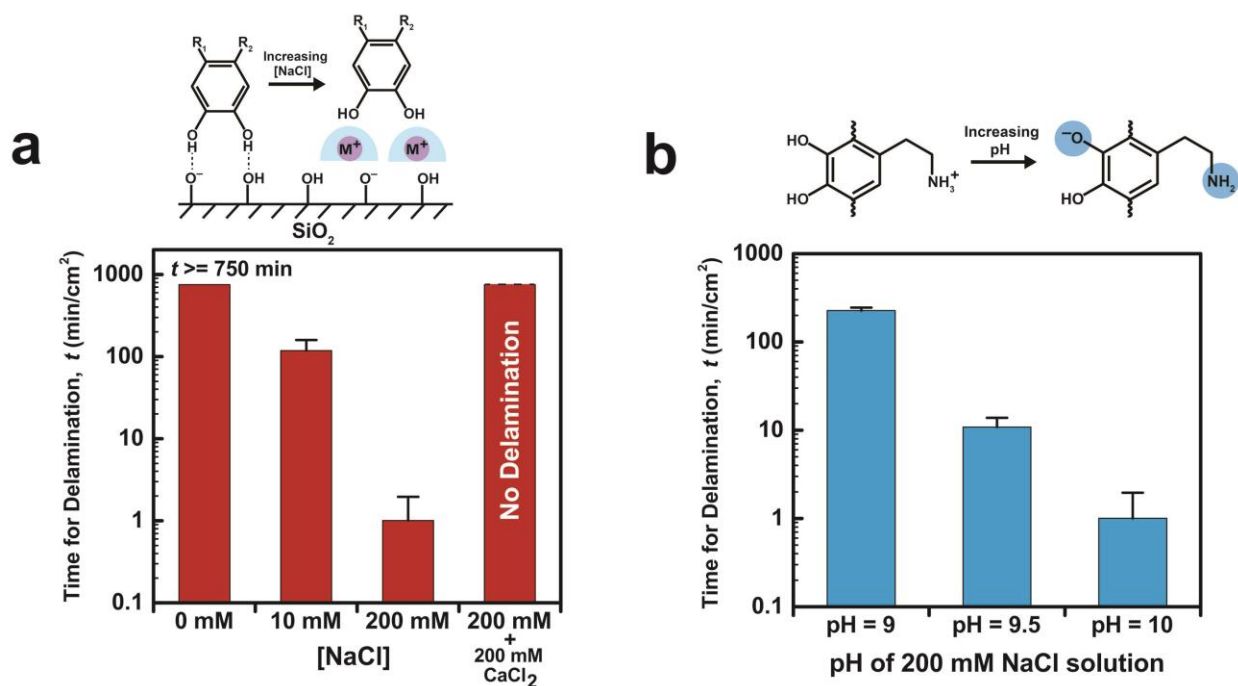 a
R₁ R₂
Increasing
[NaCl]
R₁ R₂
O O
H H
HO OH
M⁺ M⁺
O⁻ OH OH O⁻ OH
SiO₂
Time for Delamination, t (min/cm²)
1000
100
10
1
0.1
t >= 750 min
No Delamination
0 mM 10 mM 200 mM 200 mM
+
200 mM
CaCl₂
[NaCl]
b
HO
HO
NH₃⁺
Increasing
pH
⁻O
HO
NH₂
Time for Delamination, t (min/cm²)
1000
100
10
1
0.1
pH = 9 pH = 9.5 pH = 10
pH of 200 mM NaCl solution